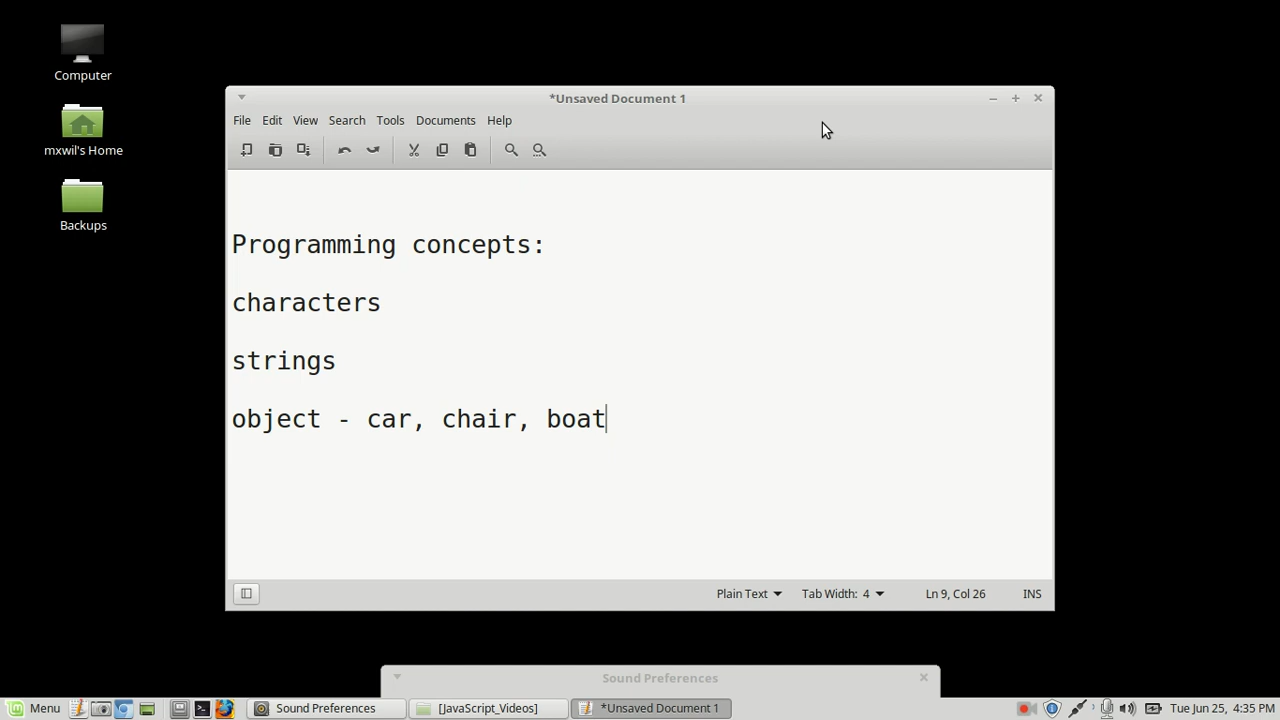 Computer
mxwil's Home
Backups
*Unsaved Document 1
File Edit View Search Tools Documents Help
Programming concepts:
characters
strings
object - car, chair, boat
Plain Text Tab Width: 4 Ln 9, Col 26 INS
Sound Preferences
Menu Sound Preferences [JavaScript_Videos] *Unsaved Document 1 Tue Jun 25, 4:35 PM